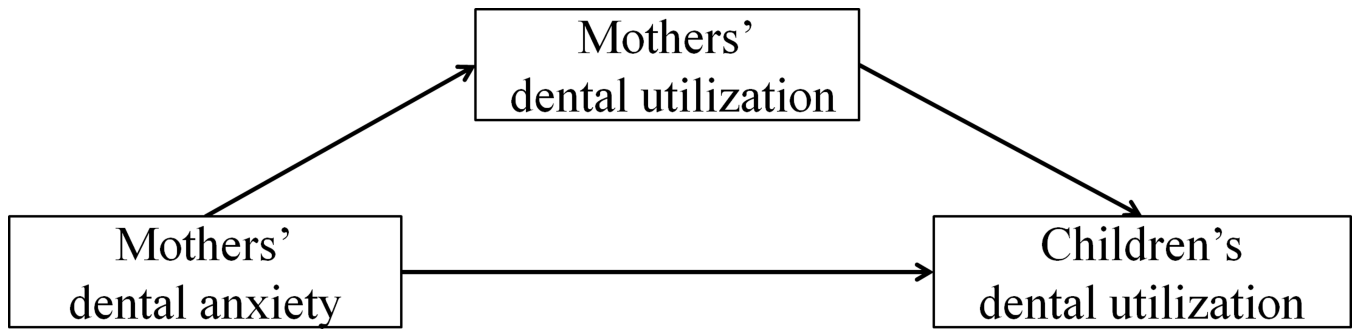 Mothers’
dental utilization
Mothers’
dental anxiety
Children’s
dental utilization